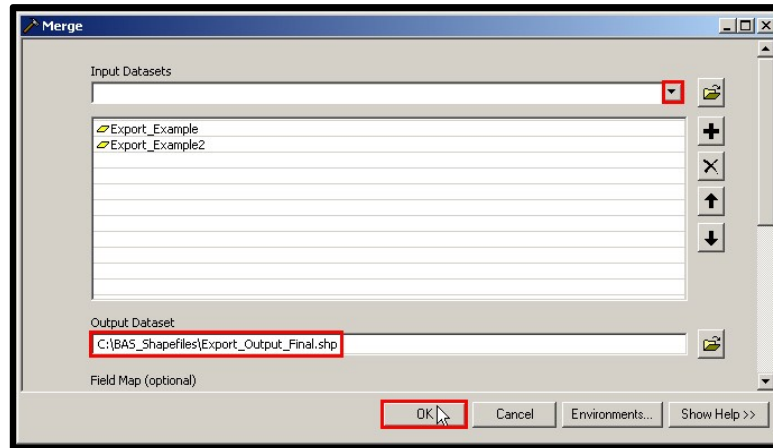 Merge
Input Datasets
Export_Example
Export_Example2
Output Dataset
C:\BAS_Shapefiles\Export_Output_Final.shp
Field Map (optional)
OK Cancel Environments... Show Help >>